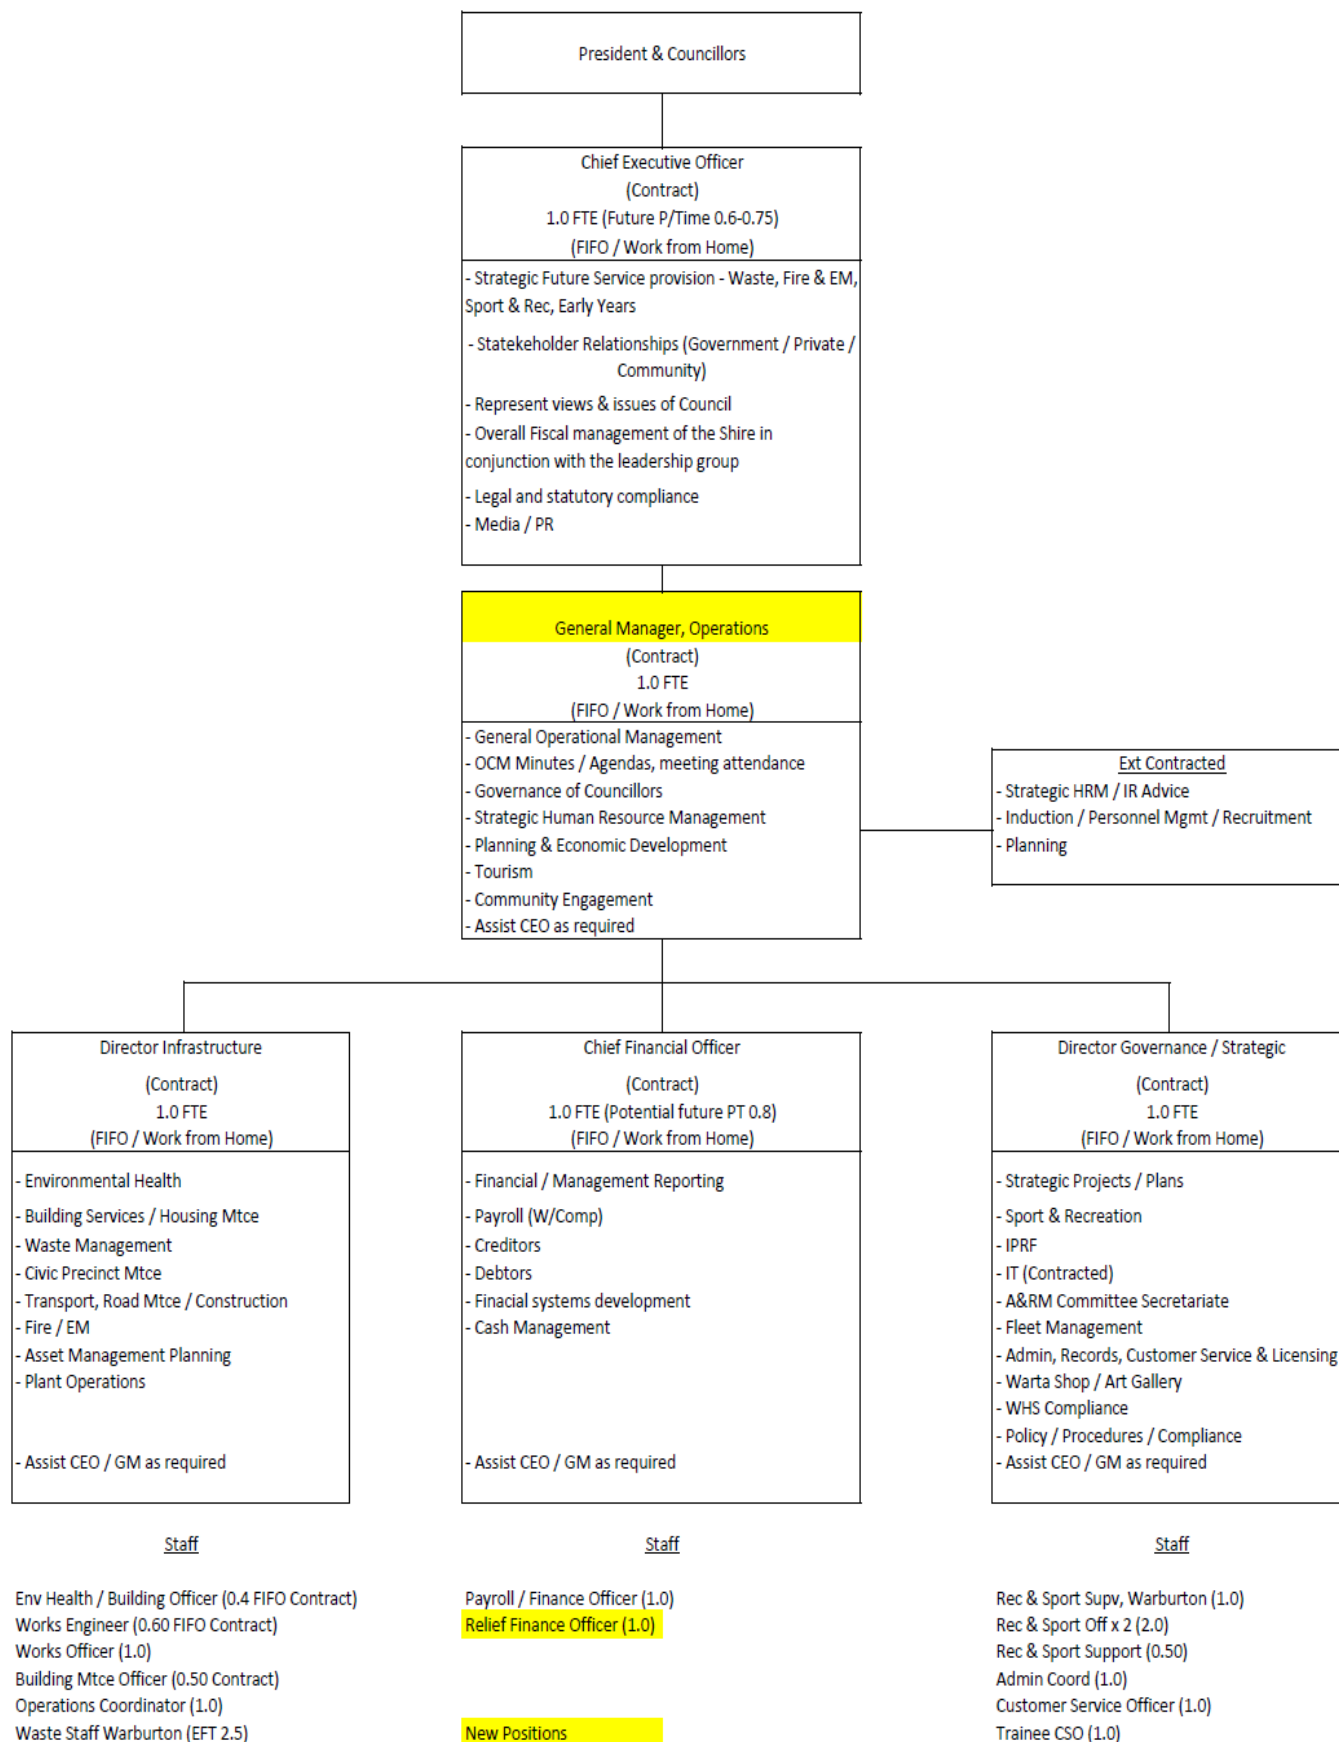 President & Councillors
Chief Executive Officer
(Contract)
1.0 FTE (Future P/Time 0.6-0.75)
(FIFO / Work from Home)
- Strategic Future Service provision - Waste, Fire & EM,
Sport & Rec, Early Years
- Statekeholder Relationships (Government / Private /
Community)
- Represent views & issues of Council
- Overall Fiscal management of the Shire in
conjunction with the leadership group
- Legal and statutory compliance
- Media / PR
General Manager, Operations
(Contract)
1.0 FTE
(FIFO / Work from Home)
- General Operational Management
- OCM Minutes / Agendas, meeting attendance
- Governance of Councillors
- Strategic Human Resource Management
- Planning & Economic Development
- Tourism
- Community Engagement
- Assist CEO as required
Ext Contracted
- Strategic HRM / IR Advice
- Induction / Personnel Mgmt / Recruitment
- Planning
Director Infrastructure
(Contract)
1.0 FTE
(FIFO / Work from Home)
- Environmental Health
- Building Services / Housing Mtce
- Waste Management
- Civic Precinct Mtce
- Transport, Road Mtce / Construction
- Fire / EM
- Asset Management Planning
- Plant Operations
- Assist CEO / GM as required
Staff
Env Health / Building Officer (0.4 FIFO Contract)
Works Engineer (0.60 FIFO Contract)
Works Officer (1.0)
Building Mtce Officer (0.50 Contract)
Operations Coordinator (1.0)
Waste Staff Warburton (EFT 2.5)
Chief Financial Officer
(Contract)
1.0 FTE (Potential future PT 0.8)
(FIFO / Work from Home)
- Financial / Management Reporting
- Payroll (W/Comp)
- Creditors
- Debtors
- Finacial systems development
- Cash Management
- Assist CEO / GM as required
Staff
Payroll / Finance Officer (1.0)
Relief Finance Officer (1.0)
New Positions
Director Governance / Strategic
(Contract)
1.0 FTE
(FIFO / Work from Home)
- Strategic Projects / Plans
- Sport & Recreation
- IPRF
- IT (Contracted)
- A&RM Committee Secretariate
- Fleet Management
- Admin, Records, Customer Service & Licensing
- Warta Shop / Art Gallery
- WHS Compliance
- Policy / Procedures / Compliance
- Assist CEO / GM as required
Staff
Rec & Sport Supv, Warburton (1.0)
Rec & Sport Off x 2 (2.0)
Rec & Sport Support (0.50)
Admin Coord (1.0)
Customer Service Officer (1.0)
Trainee CSO (1.0)